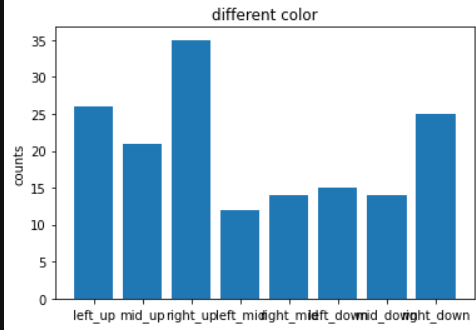 different color
counts
35
30
25
20
15
10
5
0
left_up mid_up right_up left_mid right_mid left_down mid_down right_down